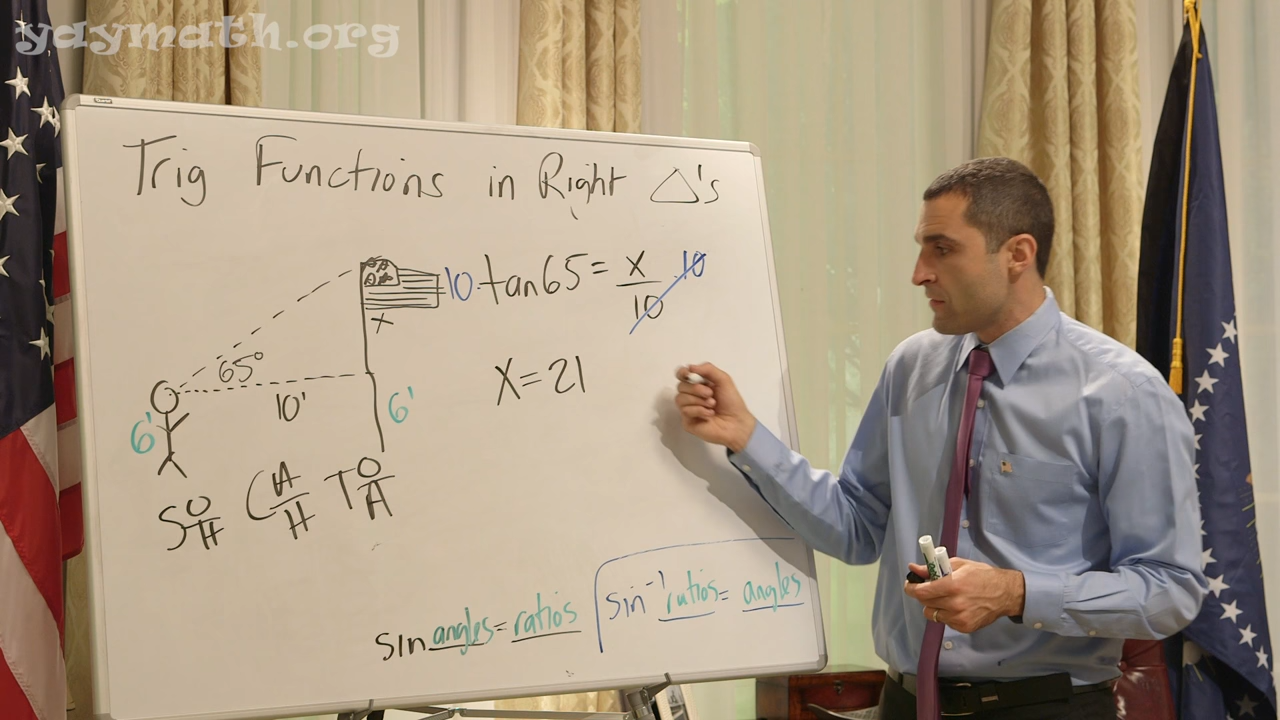 yaymath.org
Trig Functions in Right △'s
10 tan65 = x/10 · 10
x
65°
10'
6'
6'
x = 21
S O/H C A/H T O/A
sin angles = ratios
sin⁻¹ ratios = angles